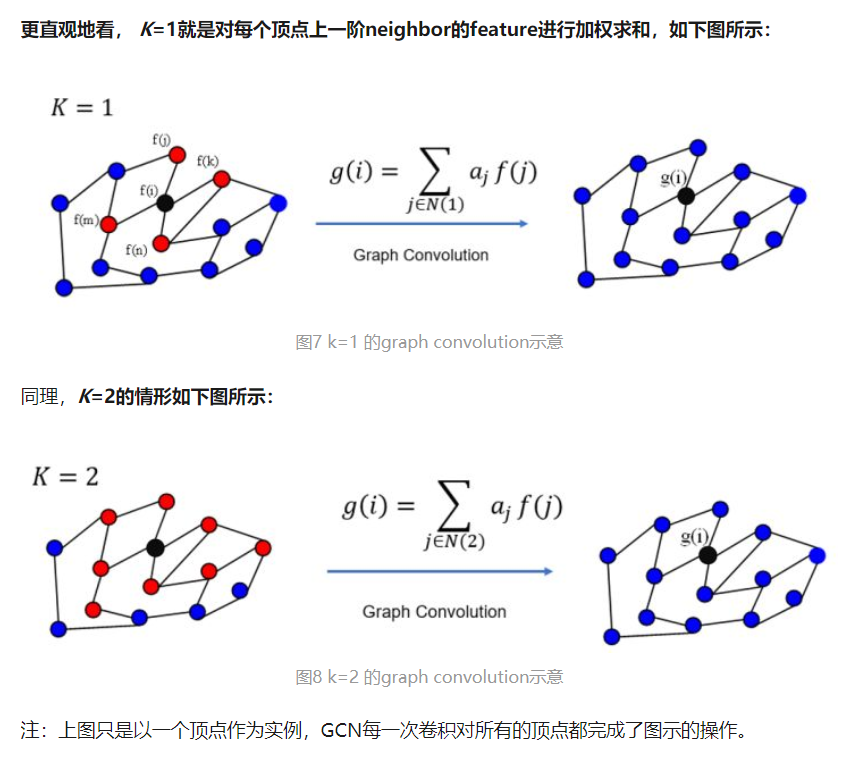 更直观地看， K=1就是对每个顶点上一阶neighbor的feature进行加权求和，如下图所示：
K = 1
f(j)
f(k)
f(i)
f(m)
f(n)
g(i) = ∑ aⱼ f(j)
j∈N(1)
Graph Convolution
g(i)
图7 k=1 的graph convolution示意
同理，K=2的情形如下图所示：
K = 2
g(i) = ∑ aⱼ f(j)
j∈N(2)
Graph Convolution
g(i)
图8 k=2 的graph convolution示意
注：上图只是以一个顶点作为实例，GCN每一次卷积对所有的顶点都完成了图示的操作。